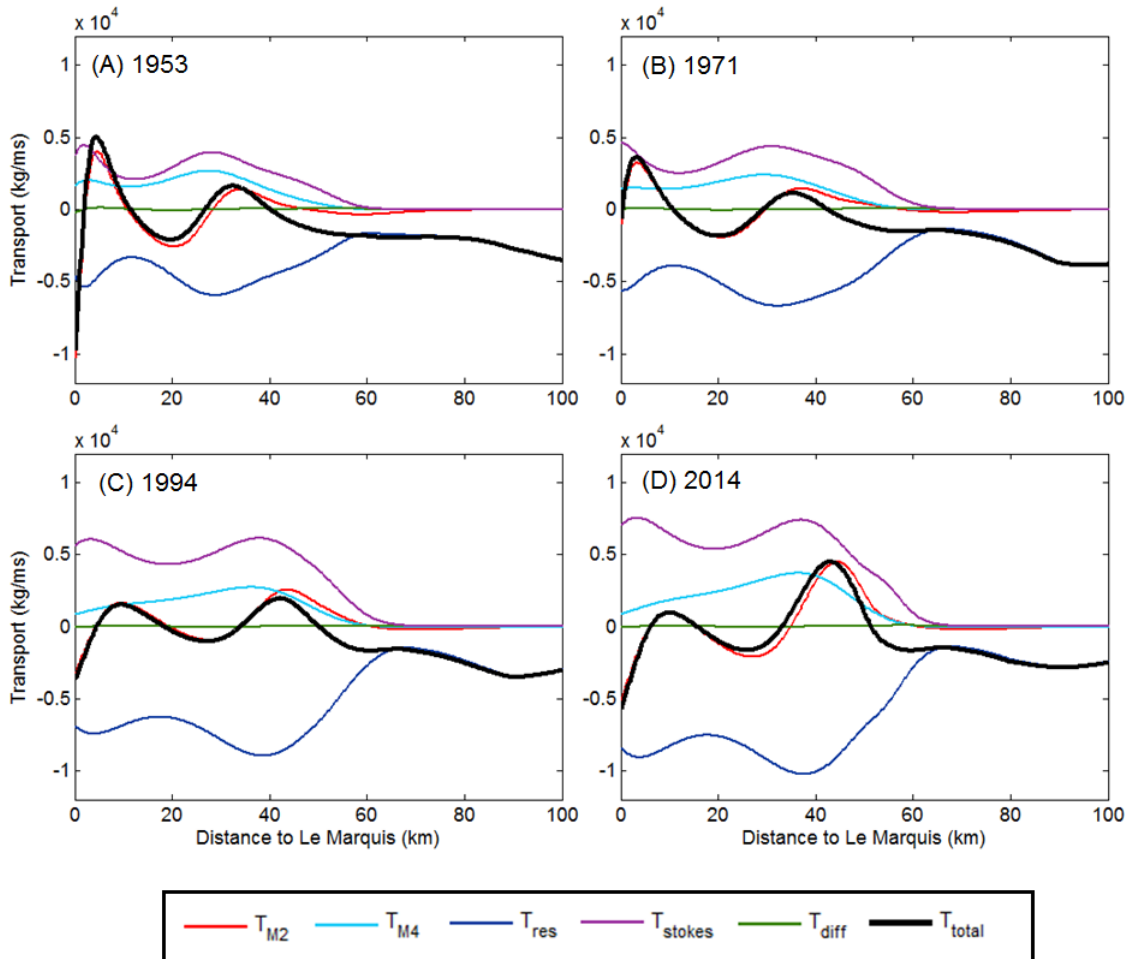 x 10^4
x 10^4
(A) 1953
(B) 1971
1
0.5
0
-0.5
-1
1
0.5
0
-0.5
-1
Transport (kg/ms)
0 20 40 60 80 100
0 20 40 60 80 100
x 10^4
x 10^4
(C) 1994
(D) 2014
1
0.5
0
-0.5
-1
1
0.5
0
-0.5
-1
Transport (kg/ms)
0 20 40 60 80 100
0 20 40 60 80 100
Distance to Le Marquis (km)
Distance to Le Marquis (km)
T_M2 T_M4 T_res T_stokes T_diff T_total